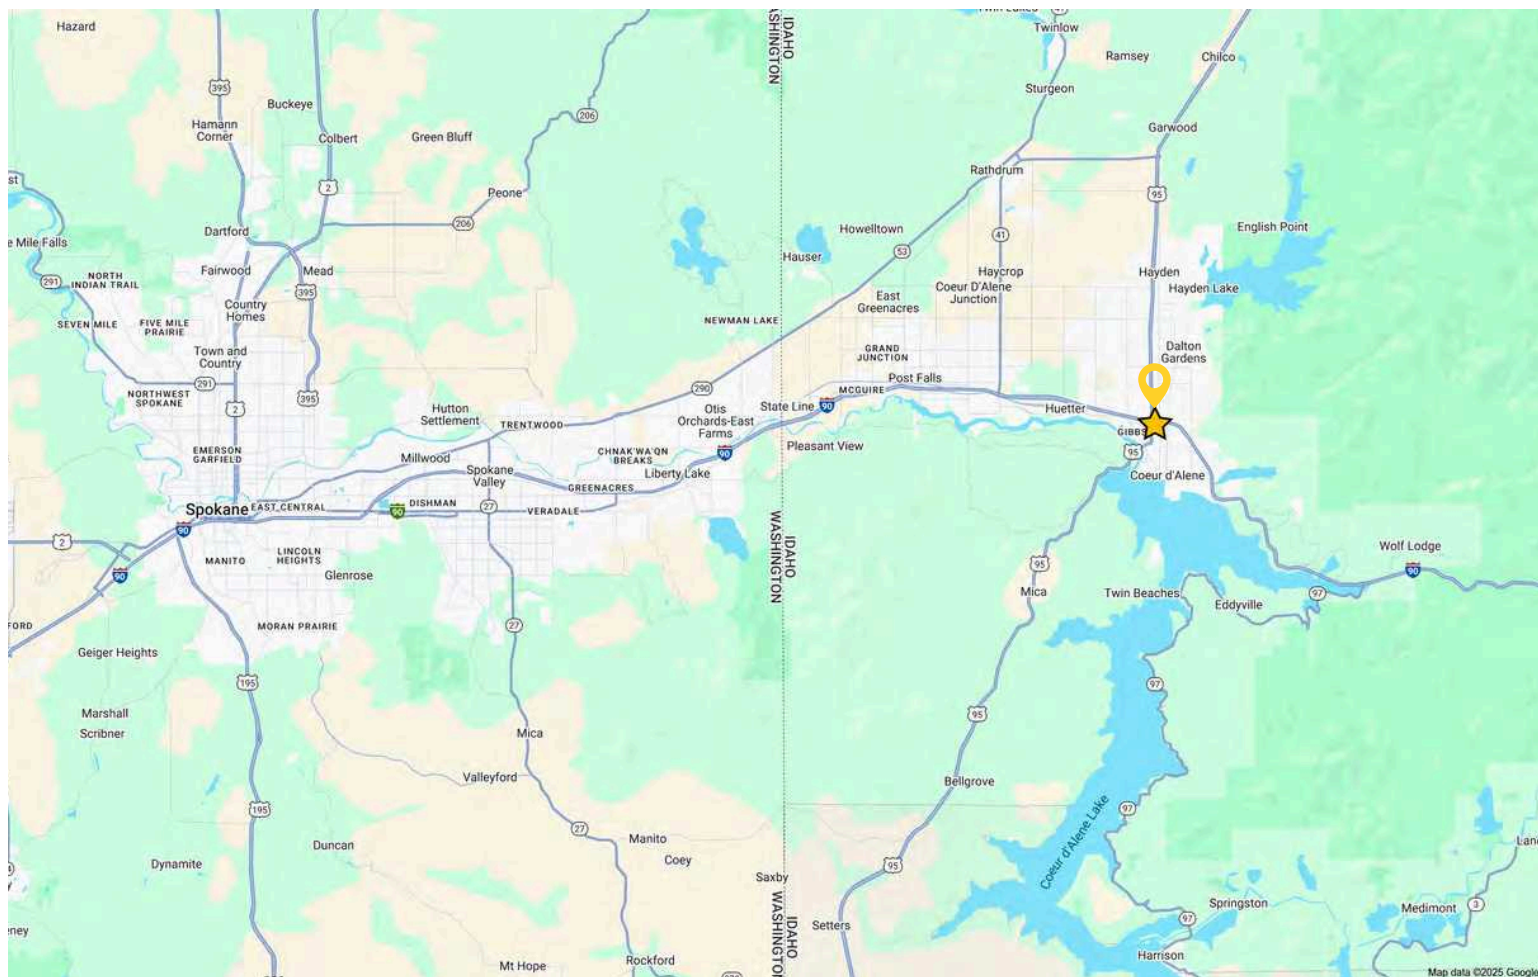 Hazard
IDAHO
WASHINGTON
Twin Lakes
41
Twinlow
Ramsey
Chilco
395
Buckeye
Sturgeon
Hamann
Corner
Colbert
Green Bluff
206
Garwood
2
Peone
Rathdrum
95
206
Dartford
Howelltown
41
English Point
e Mile Falls
53
Hauser
Fairwood
Mead
NORTH
INDIAN TRAIL
291
395
Haycrop
Coeur D'Alene
Junction
Hayden
Hayden Lake
East
Greenacres
Country
Homes
SEVEN MILE
FIVE MILE
PRAIRIE
NEWMAN LAKE
Town and
Country
GRAND
JUNCTION
Dalton
Gardens
291
Post Falls
290
MCGUIRE
NORTHWEST
SPOKANE
395
2
Hutton
Settlement
Otis
Orchards-East
Farms
State Line
90
Huetter
TRENTWOOD
GIBBS
EMERSON
GARFIELD
Millwood
CHNAK'WA'QN
BREAKS
90
Pleasant View
95
Spokane
Valley
Liberty Lake
Coeur d'Alene
GREENACRES
Spokane
EAST CENTRAL
90
DISHMAN
27
VERADALE
90
2
IDAHO
WASHINGTON
MANITO
LINCOLN
HEIGHTS
Glenrose
90
95
Wolf Lodge
90
Mica
Twin Beaches
Eddyville
97
FORD
MORAN PRAIRIE
27
Geiger Heights
195
97
Marshall
Scribner
95
Mica
Valleyford
Bellgrove
195
97
27
Manito
Coey
Duncan
Dynamite
95
Saxby
Coeur d'Alene Lake
IDAHO
WASHINGTON
Setters
Springston
97
Medimont
3
Mt Hope
Rockford
Harrison
Map data ©2025 Google